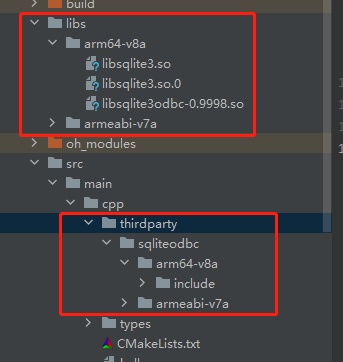 build
libs
arm64-v8a
libsqlite3.so
libsqlite3.so.0
libsqlite3odbc-0.9998.so
armeabi-v7a
oh_modules
src
main
cpp
thirdparty
sqliteodbc
arm64-v8a
include
armeabi-v7a
types
CMakeLists.txt